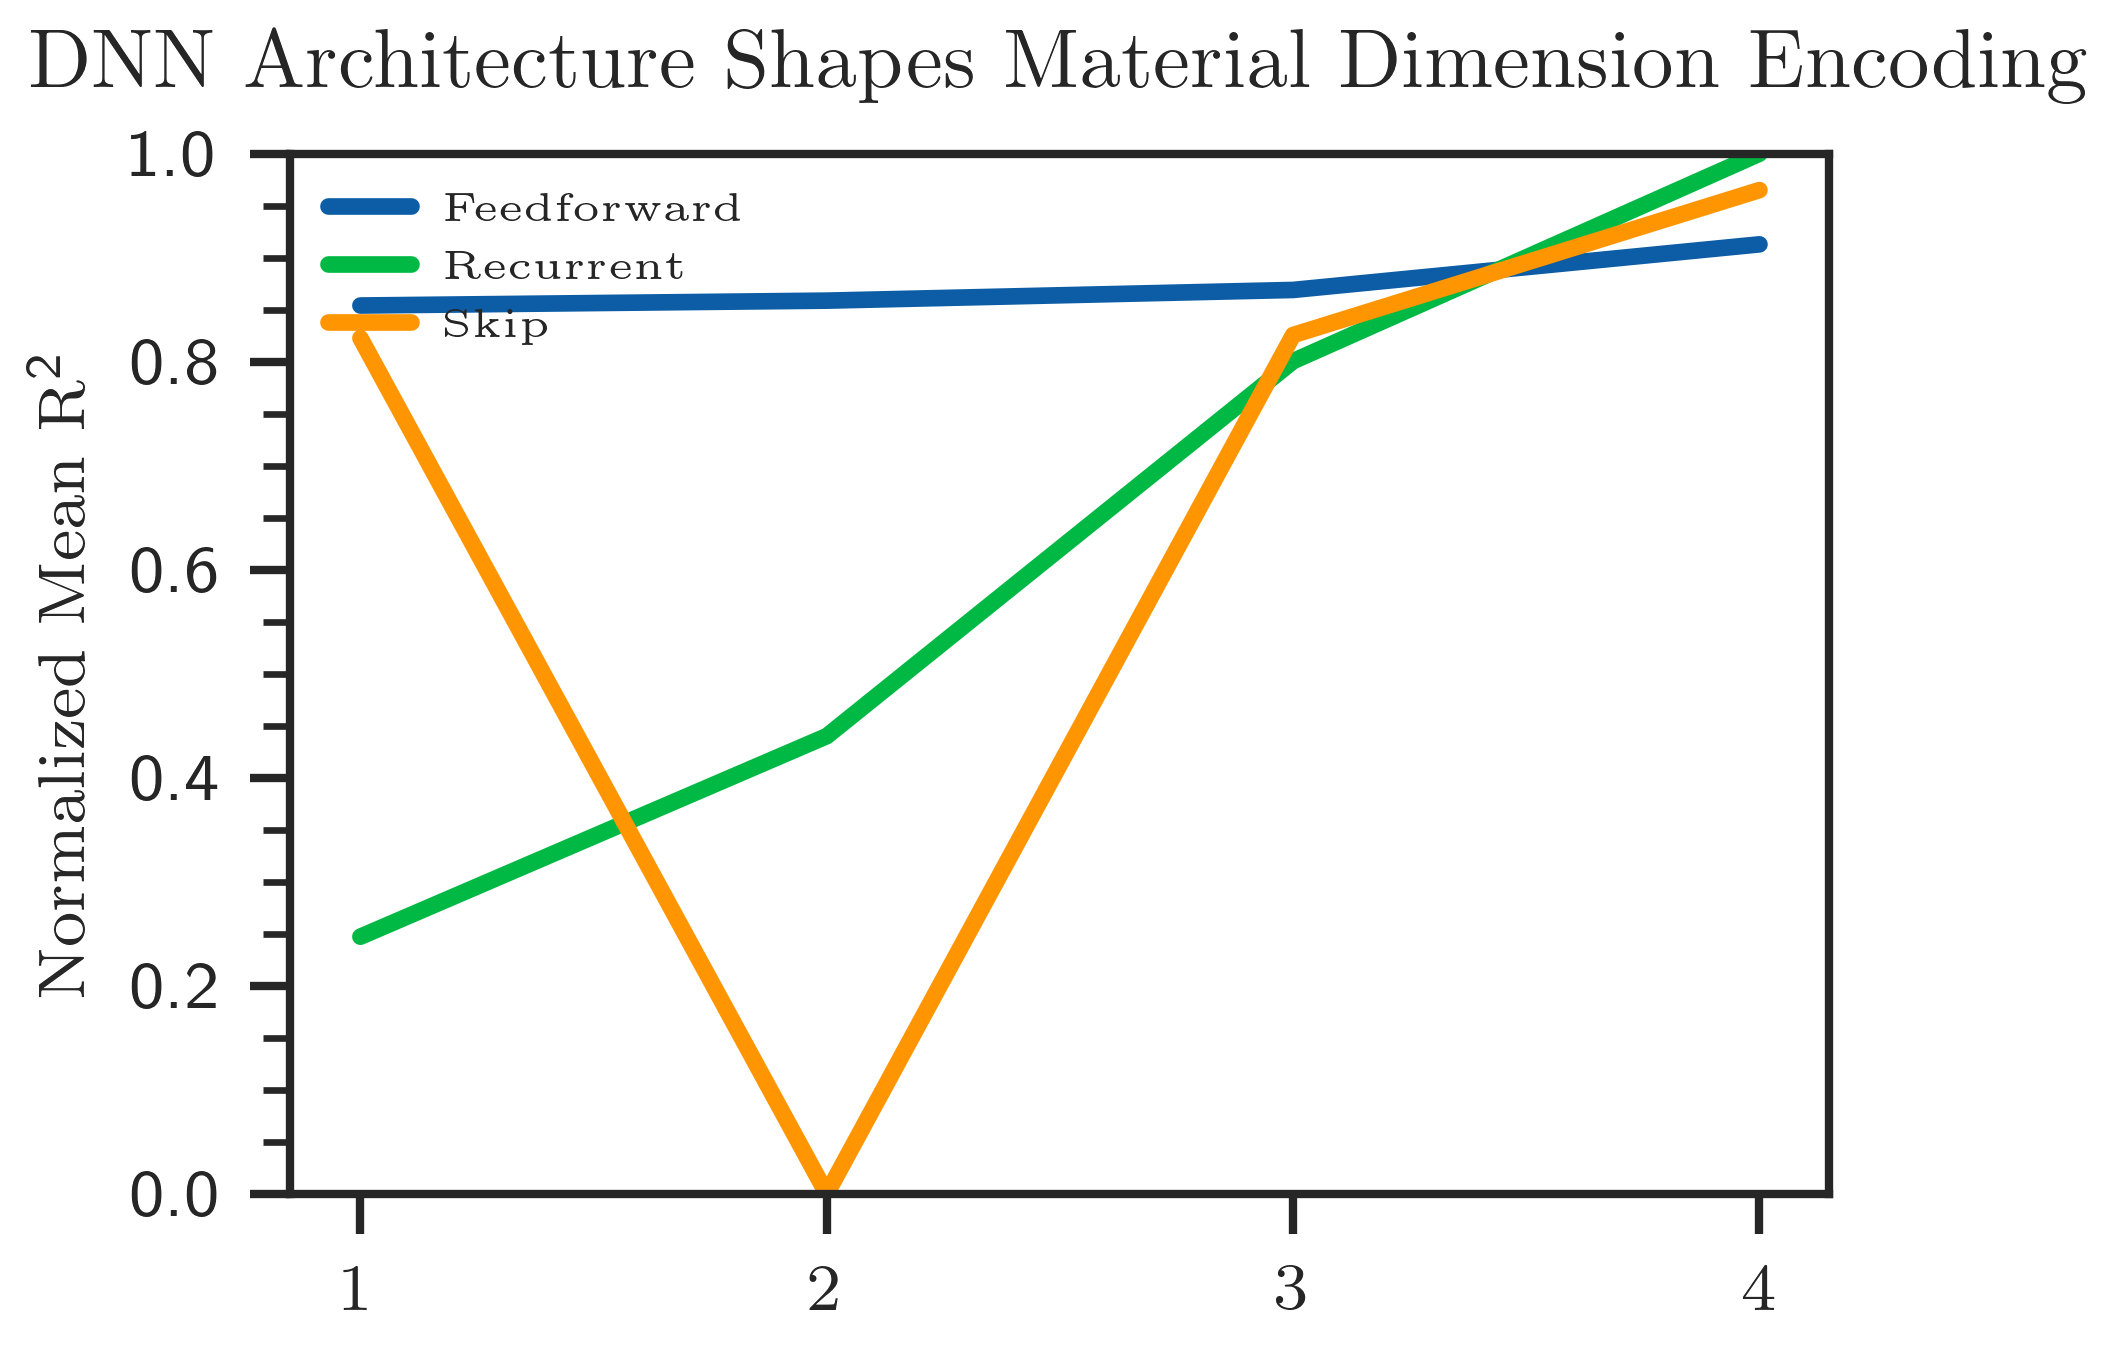 DNN Architecture Shapes Material Dimension Encoding
Normalized Mean R²
1.0
0.8
0.6
0.4
0.2
0.0
Feedforward
Recurrent
Skip
1 2 3 4